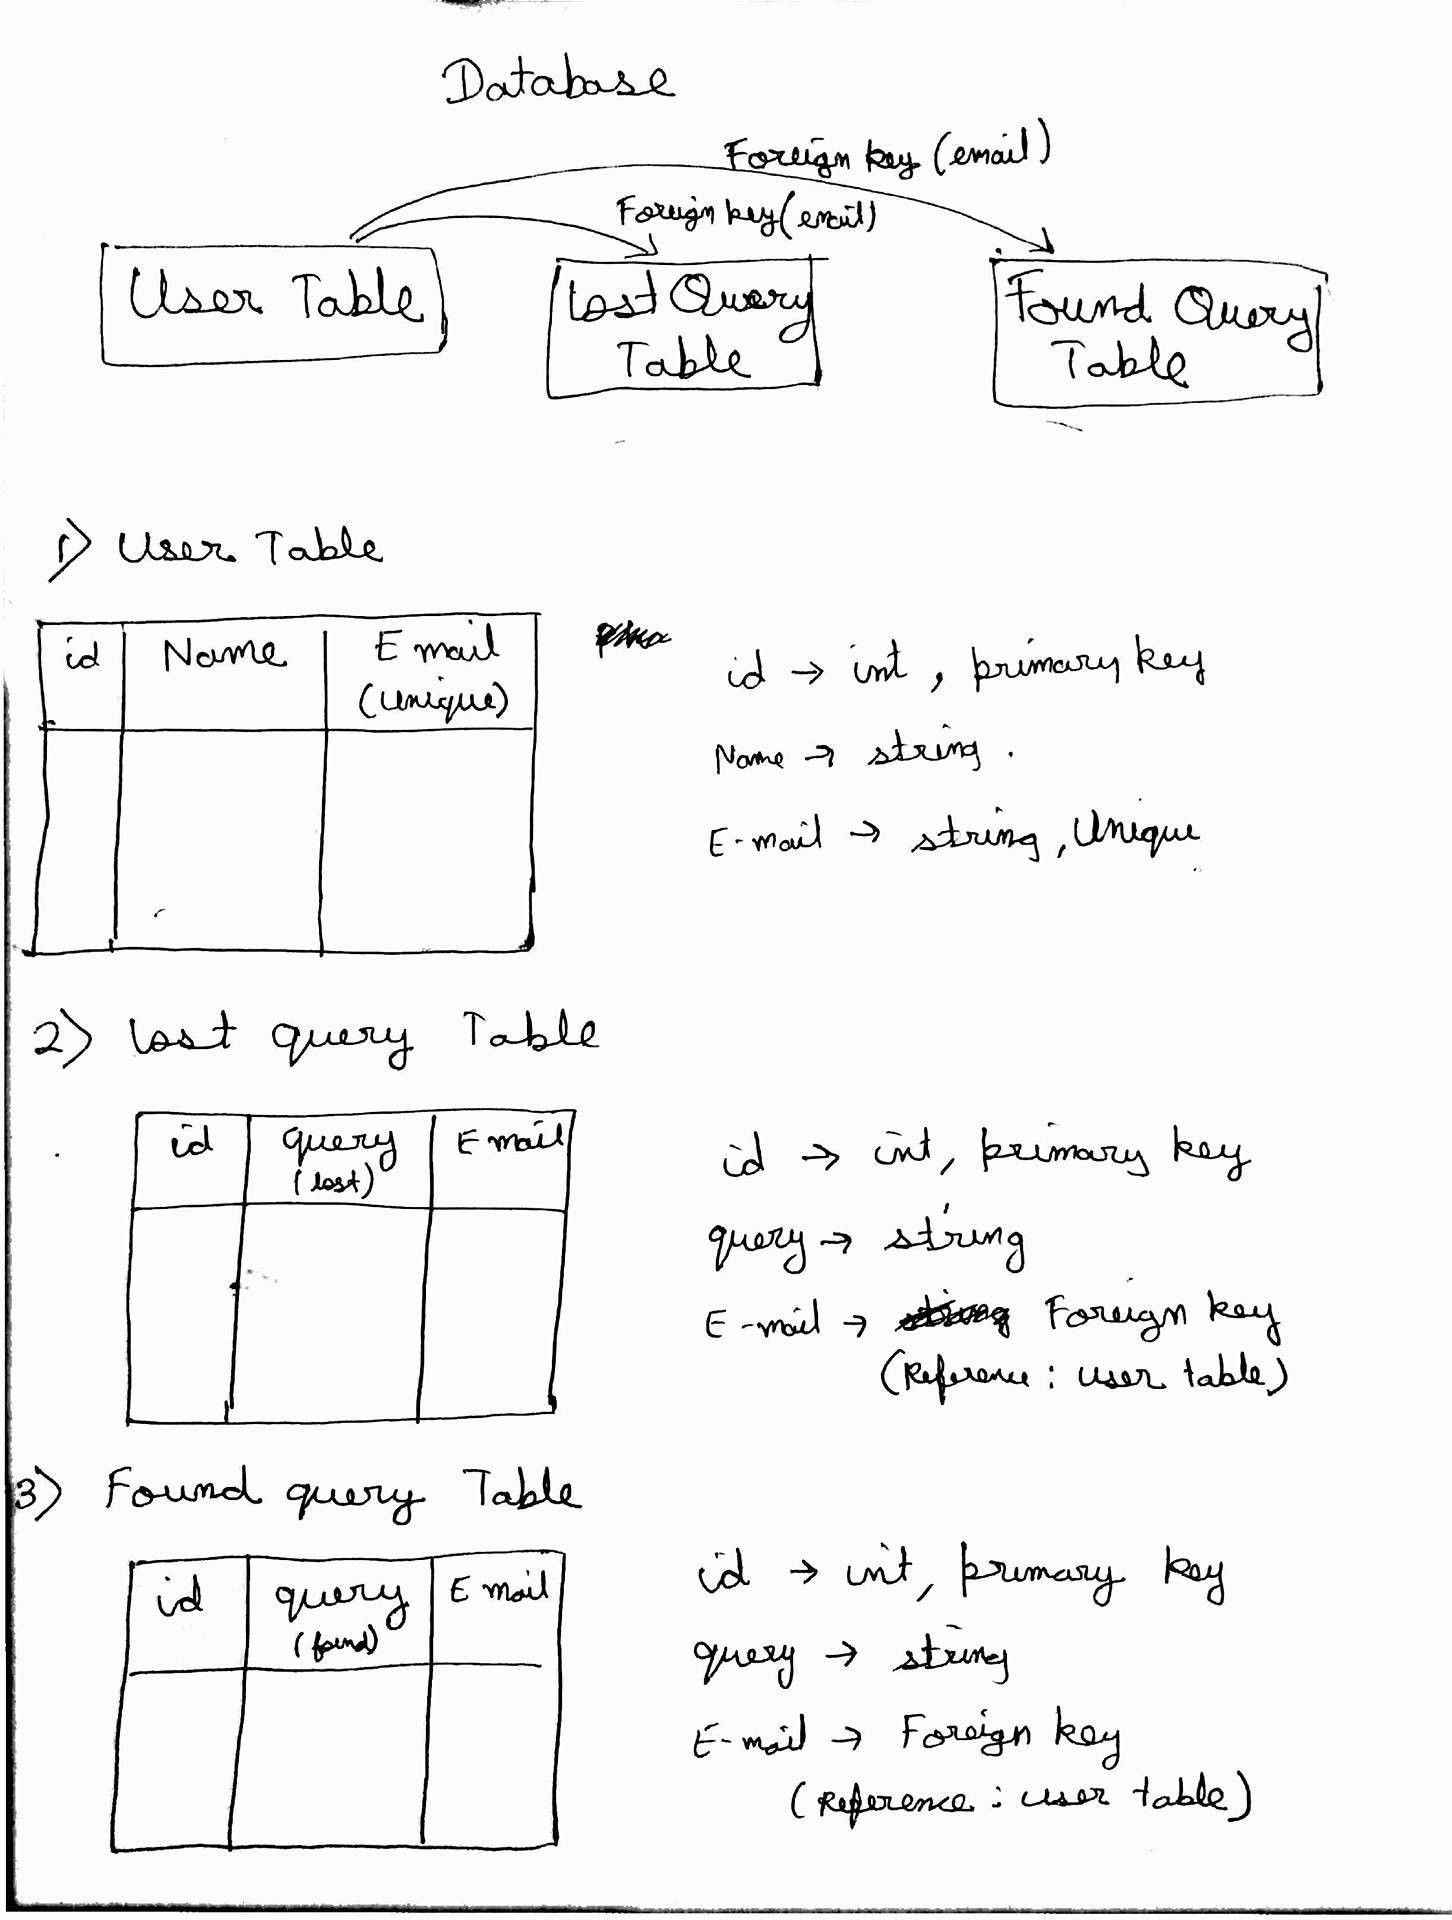 Database
Foreign key (email)
Foreign key (email)
User Table
Lost Query
Table
Found Query
Table
1) User Table
id Name Email
(Unique)
id → int, primary key
Name → string.
E-mail → string, Unique
2) Lost query Table
id query Email
(lost)
id → int, primary key
query → string
E-mail → string Foreign key
(Reference : user table)
3) Found query Table
id query Email
(found)
id → int, primary key
query → string
E-mail → Foreign key
(Reference : user table)